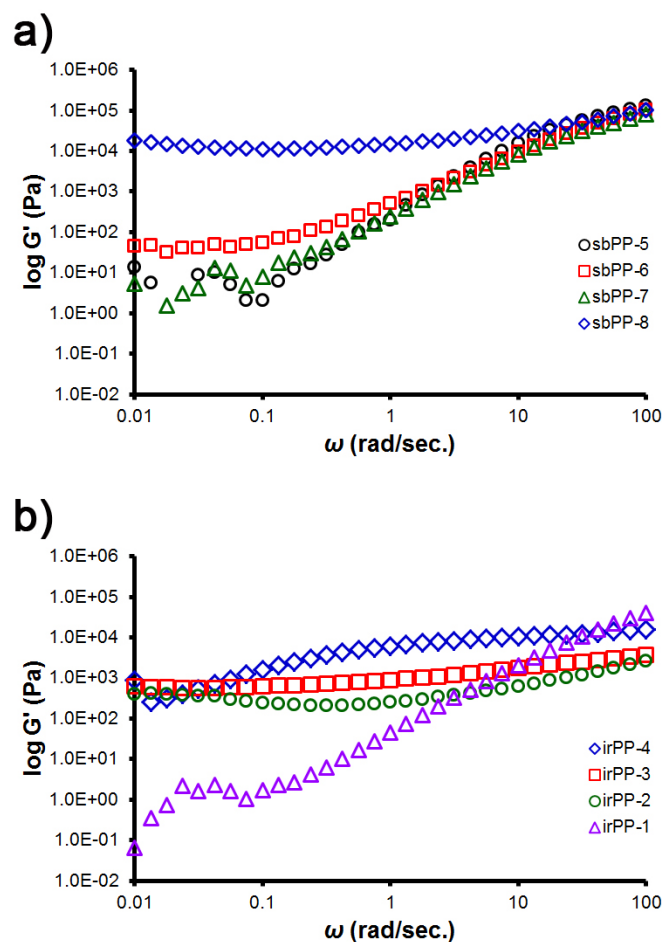 a)
1.0E+06
1.0E+05
1.0E+04
1.0E+03
1.0E+02
1.0E+01
1.0E+00
1.0E-01
1.0E-02
log G' (Pa)
sbPP-5
sbPP-6
sbPP-7
sbPP-8
0.01 0.1 1 10 100
ω (rad/sec.)
b)
1.0E+06
1.0E+05
1.0E+04
1.0E+03
1.0E+02
1.0E+01
1.0E+00
1.0E-01
1.0E-02
log G' (Pa)
irPP-4
irPP-3
irPP-2
irPP-1
0.01 0.1 1 10 100
ω (rad/sec.)